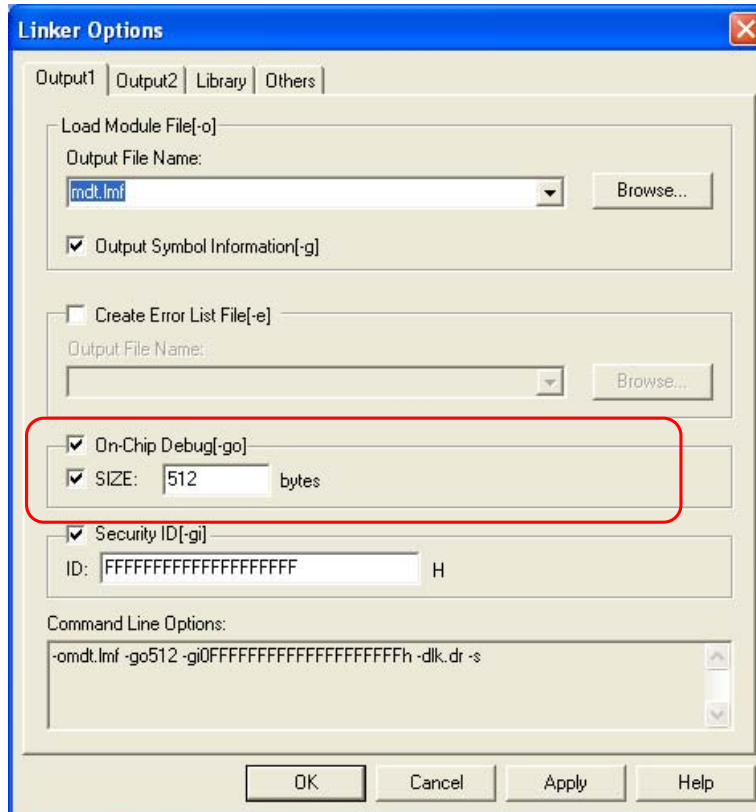 Linker Options
Output1 Output2 Library Others
Load Module File[-o]
Output File Name:
mdt.lmf Browse...
Output Symbol Information[-g]
Create Error List File[-e]
Output File Name:
Browse...
On-Chip Debug[-go]
SIZE: 512 bytes
Security ID[-gi]
ID: FFFFFFFFFFFFFFFFFFFF H
Command Line Options:
-omdt.lmf -go512 -gi0FFFFFFFFFFFFFFFFFFFFh -dlk.dr -s
OK Cancel Apply Help